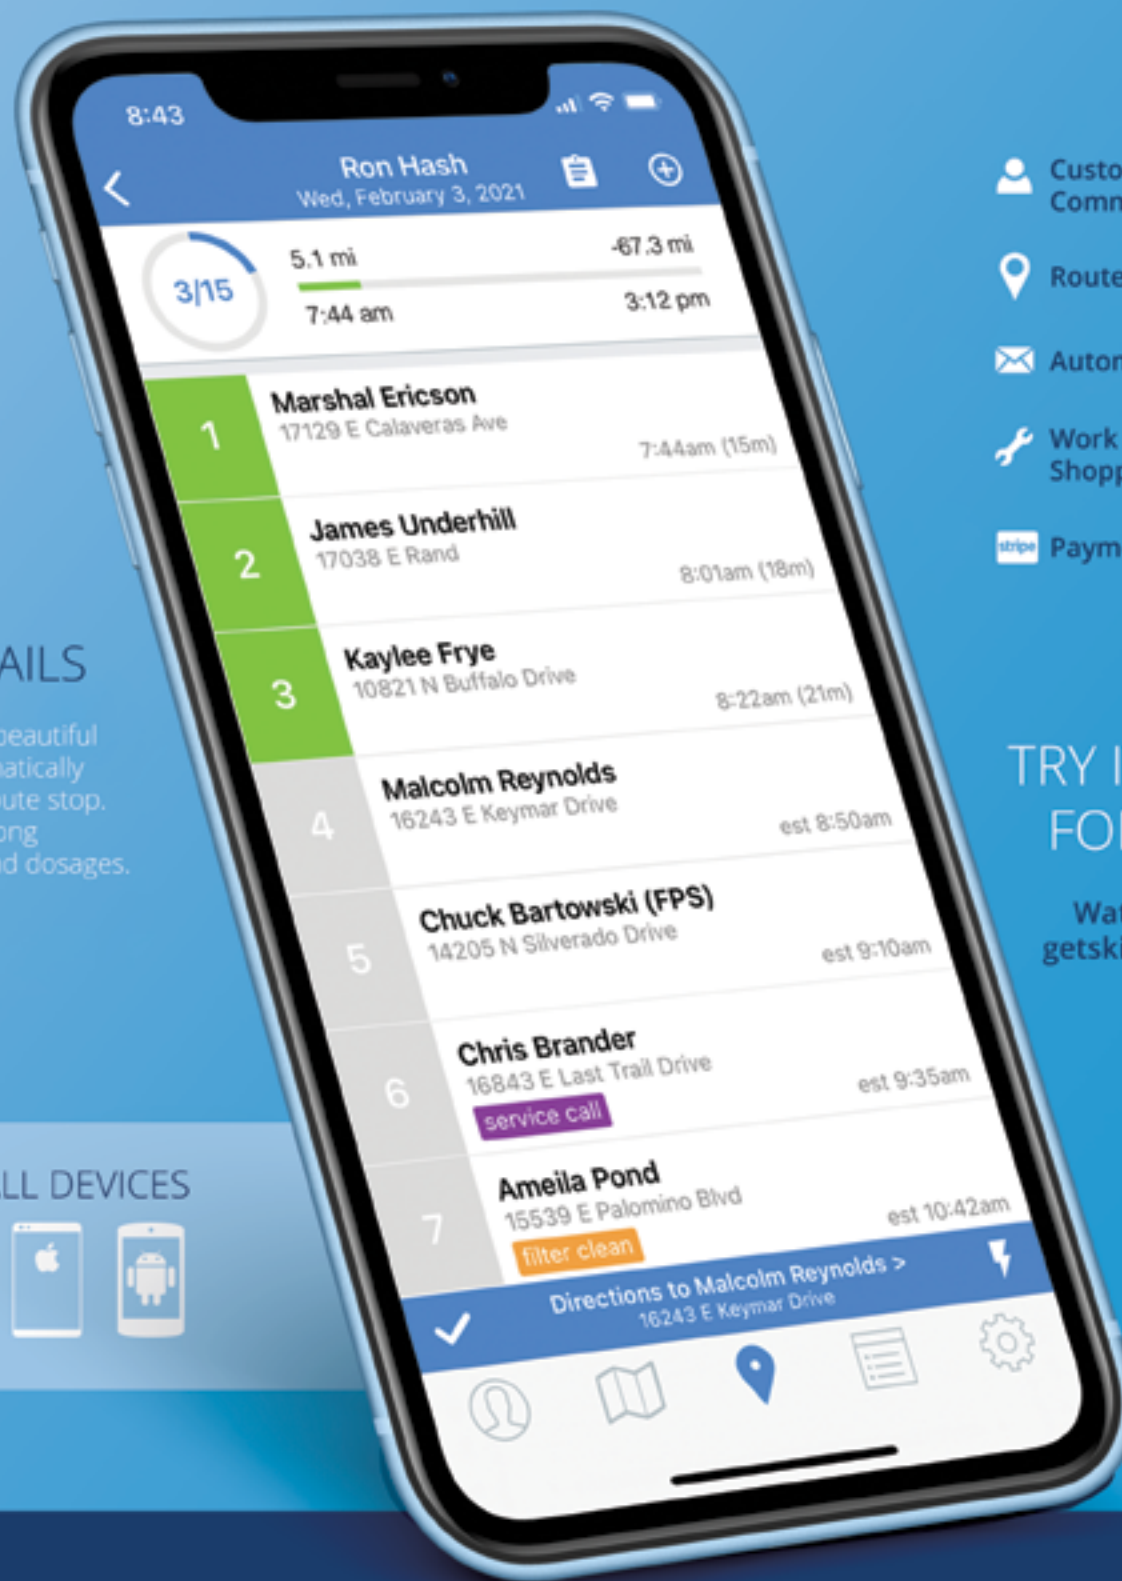 8:43
Ron Hash
Wed, February 3, 2021
3/15
5.1 mi
-67.3 mi
7:44 am
3:12 pm
1
Marshal Ericson
17129 E Calaveras Ave
7:44am (15m)
2
James Underhill
17038 E Rand
8:01am (18m)
3
Kaylee Frye
10821 N Buffalo Drive
8:22am (21m)
4
Malcolm Reynolds
16243 E Keymar Drive
est 8:50am
5
Chuck Bartowski (FPS)
14205 N Silverado Drive
est 9:10am
6
Chris Brander
16843 E Last Trail Drive
est 9:35am
service call
7
Ameila Pond
15539 E Palomino Blvd
est 10:42am
filter clean
Directions to Malcolm Reynolds >
16243 E Keymar Drive
AILS
beautiful
ute stop.
dosages.
ALL DEVICES
Route
Work
stripe
TRY